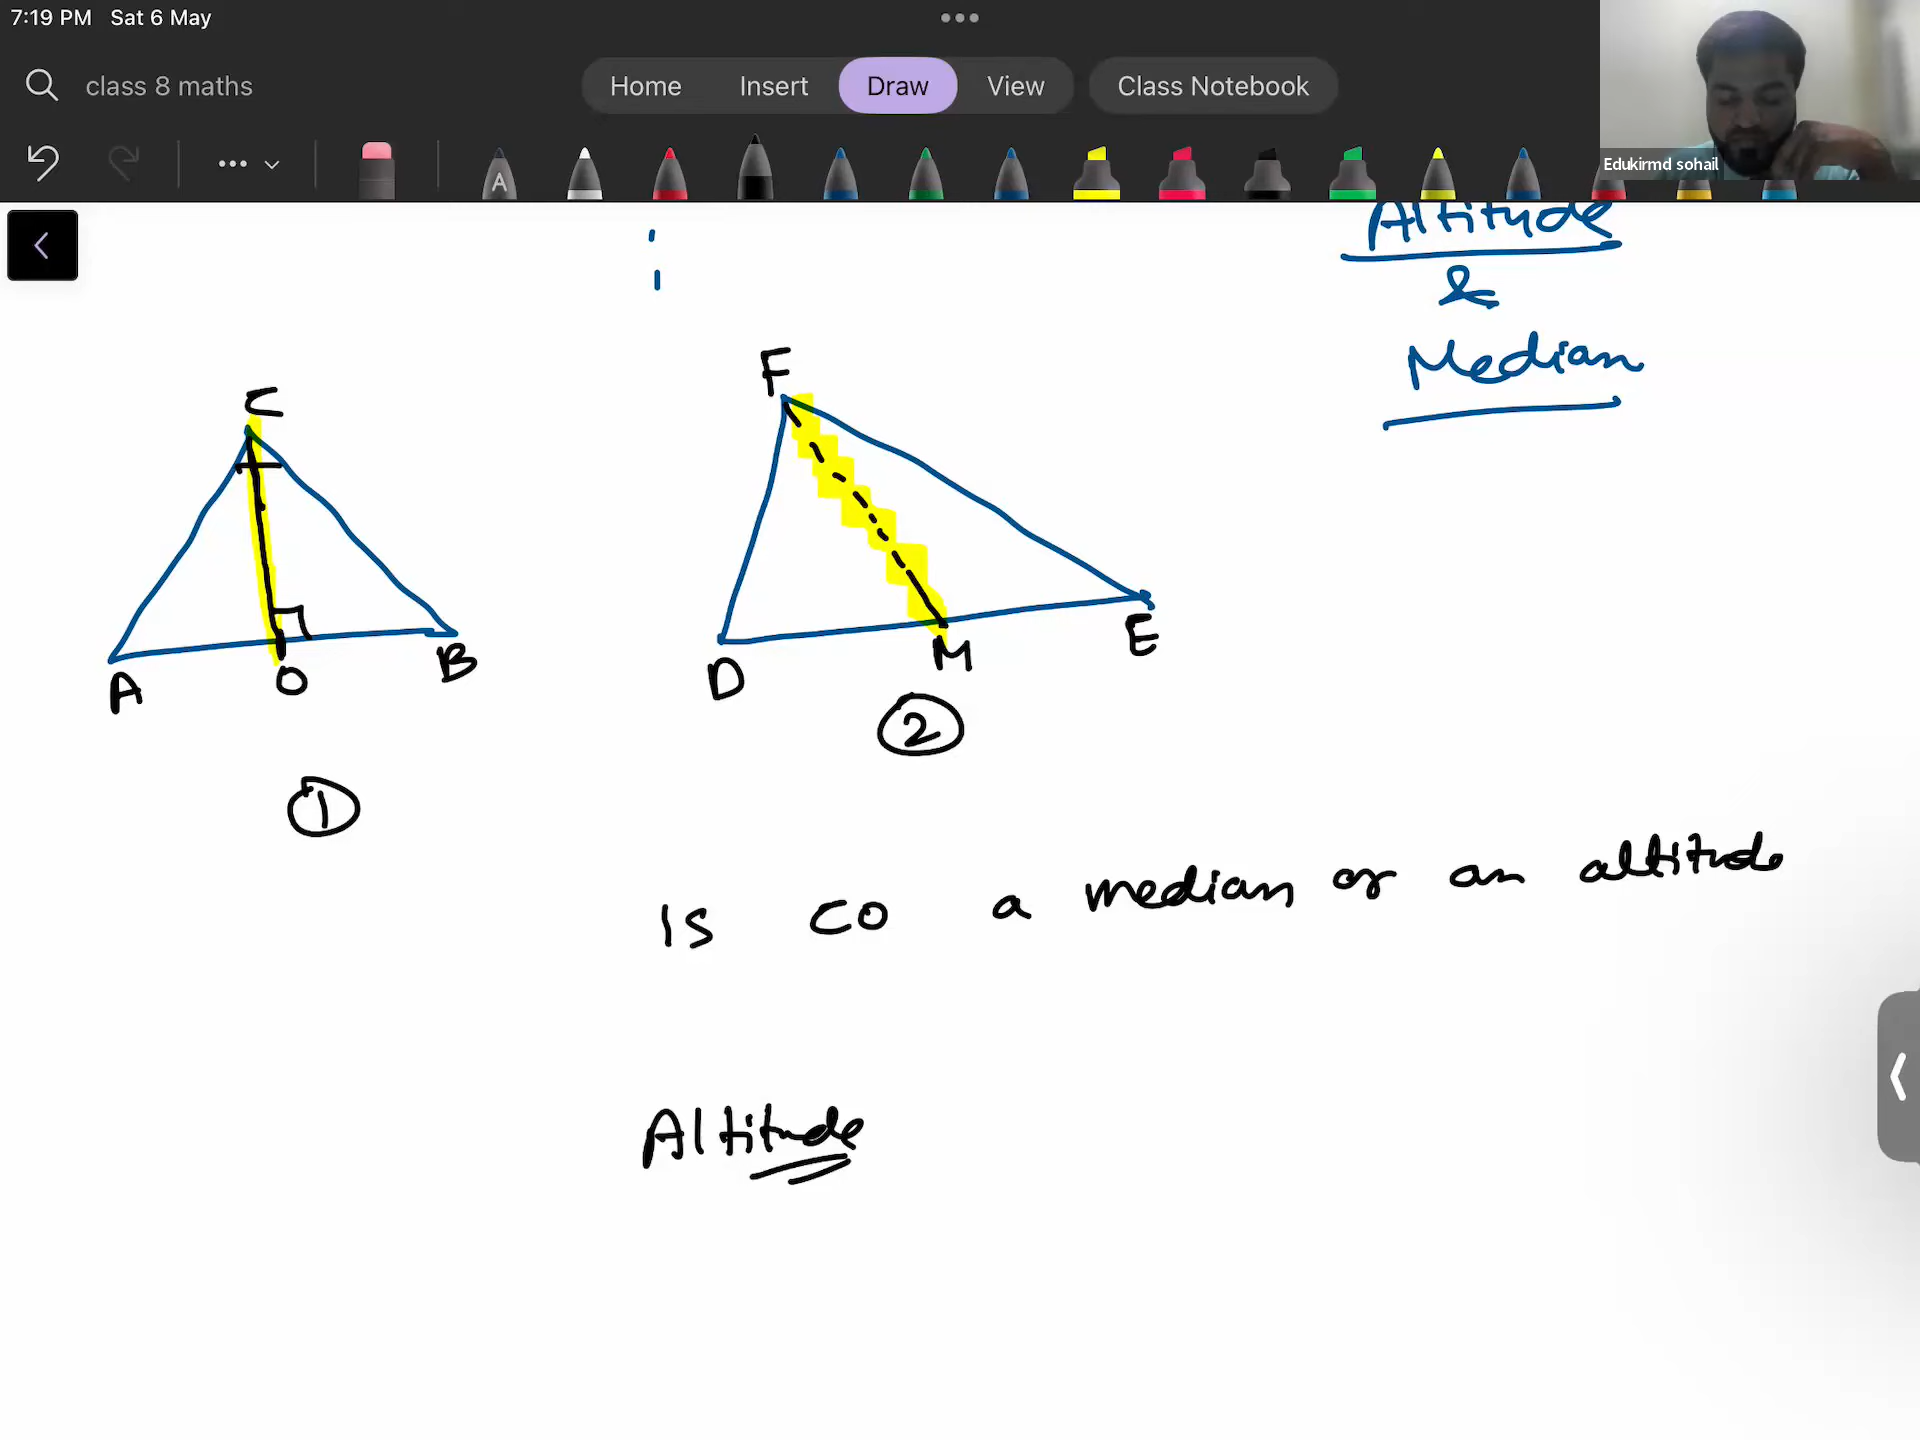 7:19 PM Sat 6 May
class 8 maths
Home Insert Draw View Class Notebook
A
Edukirmd sohail
Altitude
&
Median
C
F
A O B
D M E
2
1
Is CO a median or an altitude
Altitude